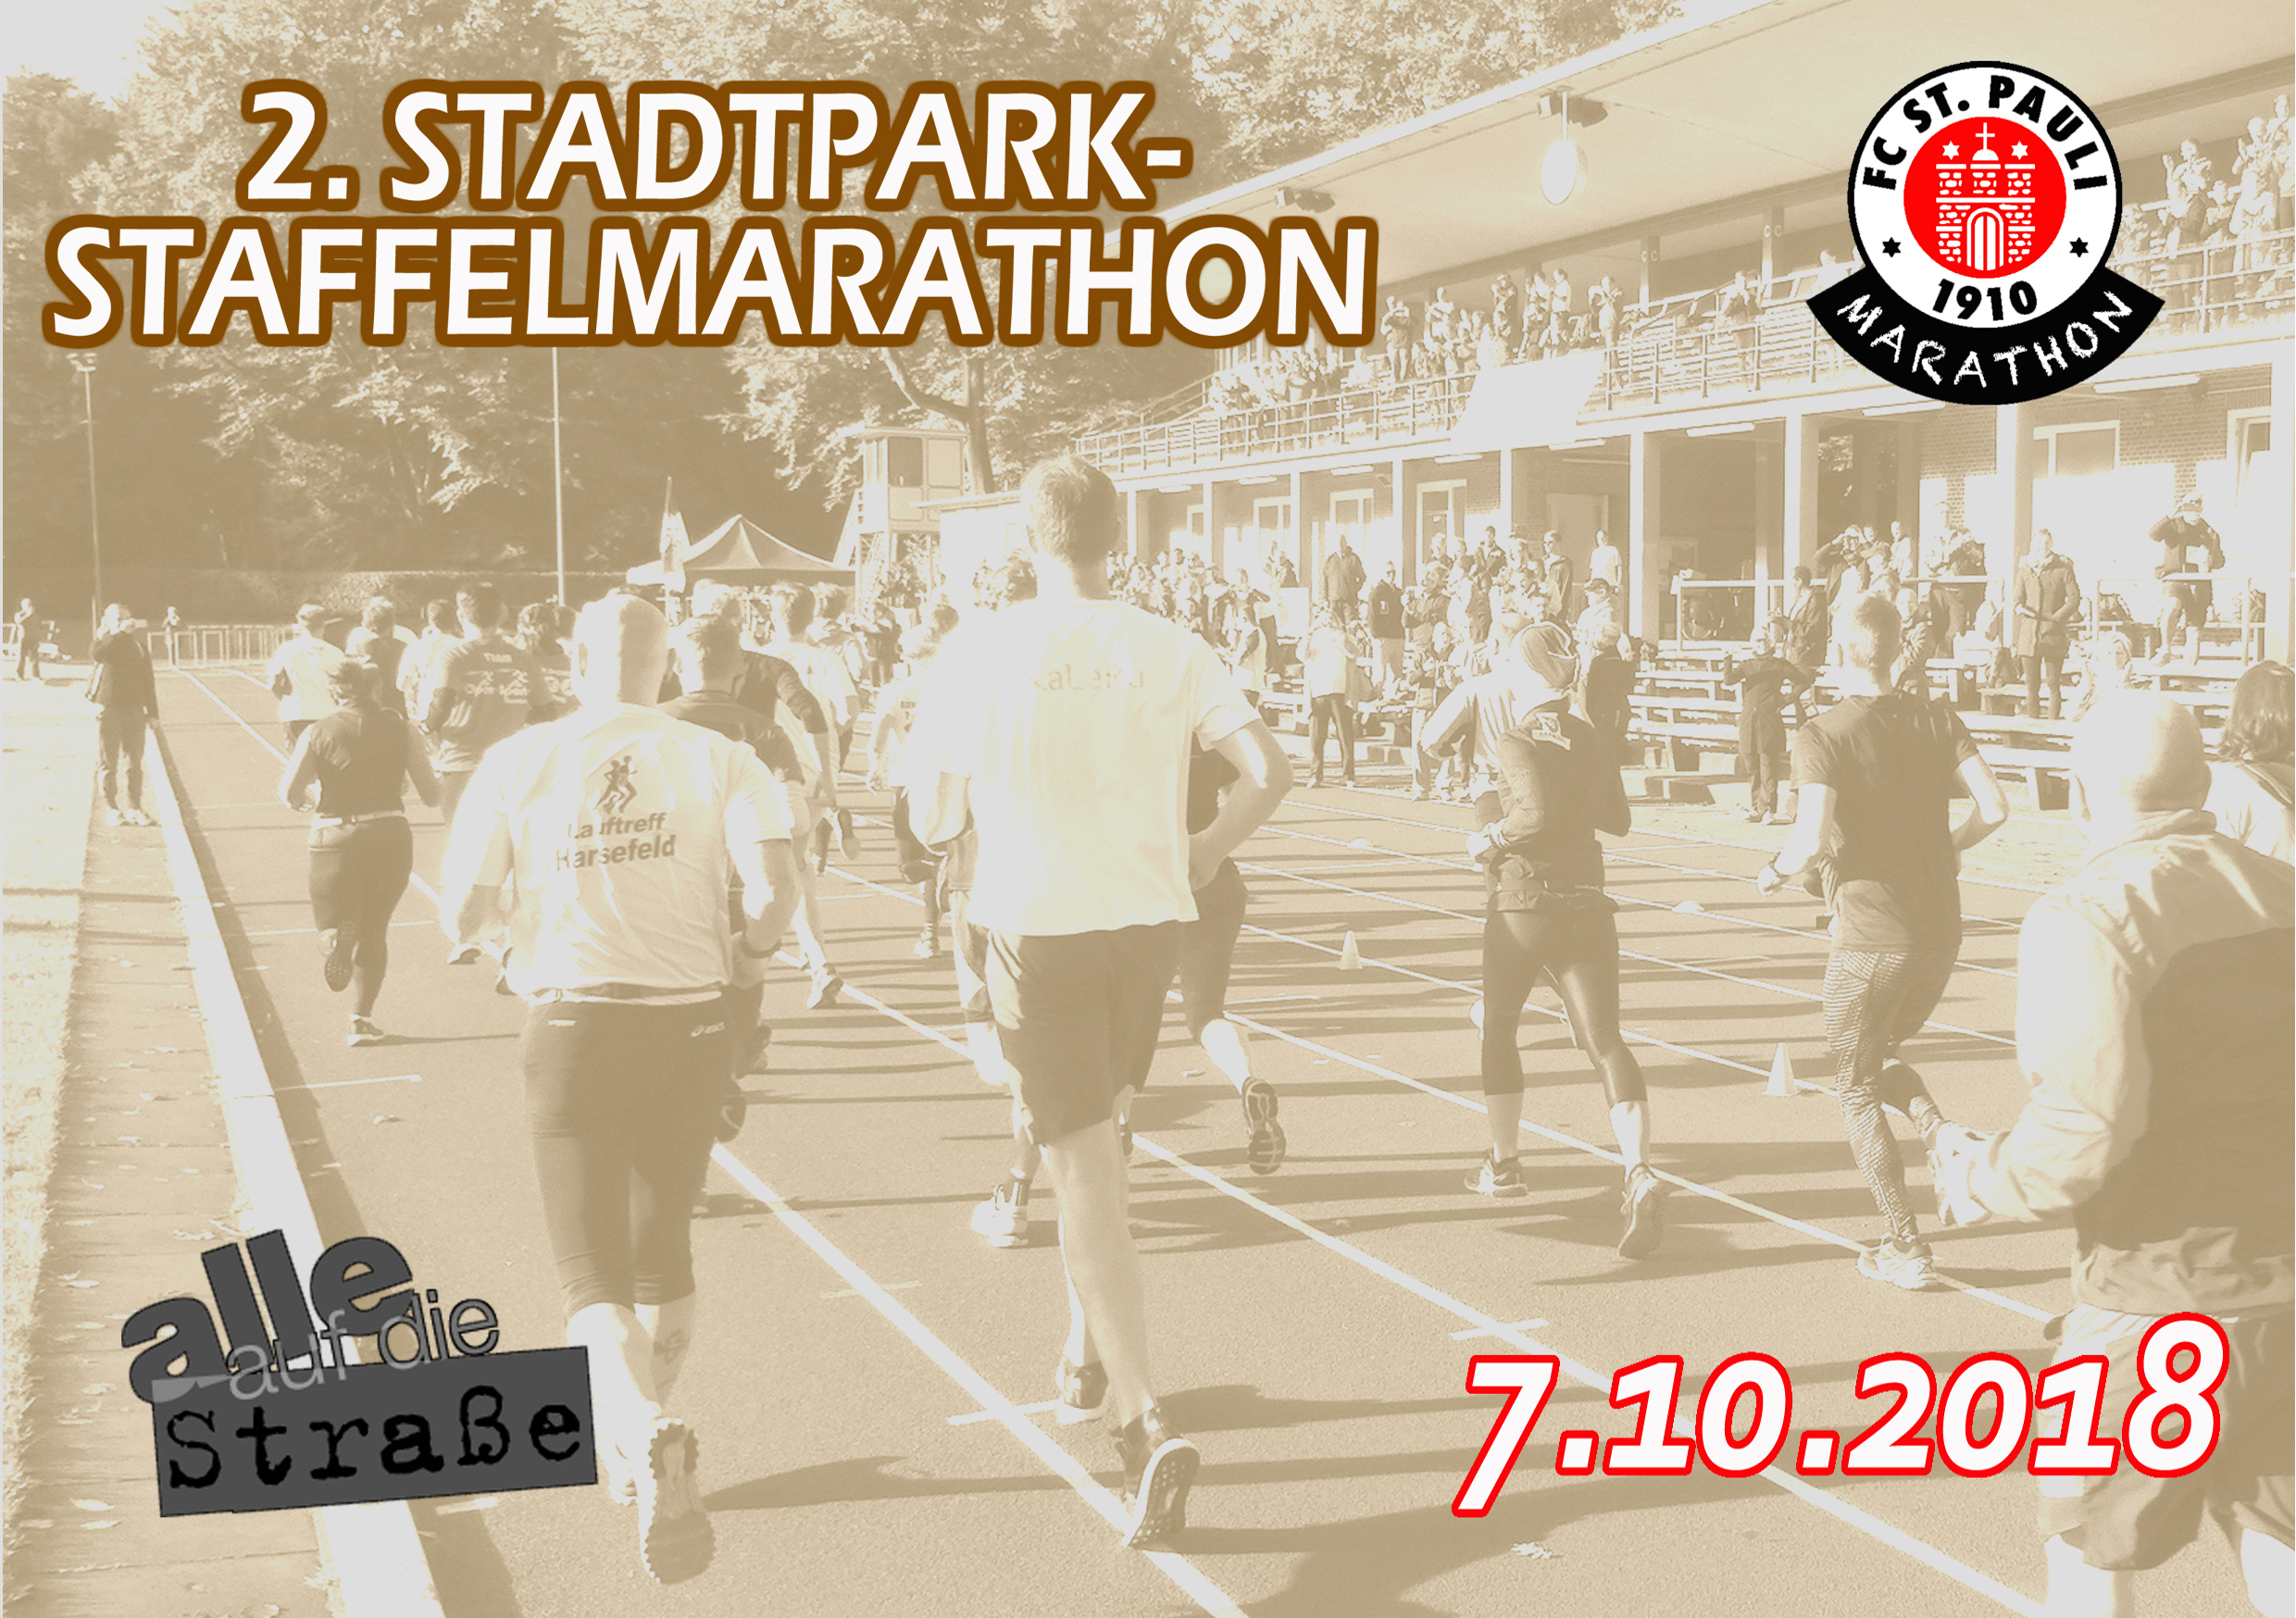 2. STADTPARK-
STAFFELMARATHON
FC ST. PAULI
1910
MARATHON
Lauftreff
Harsefeld
alle
auf die
Straße
7.10.2018